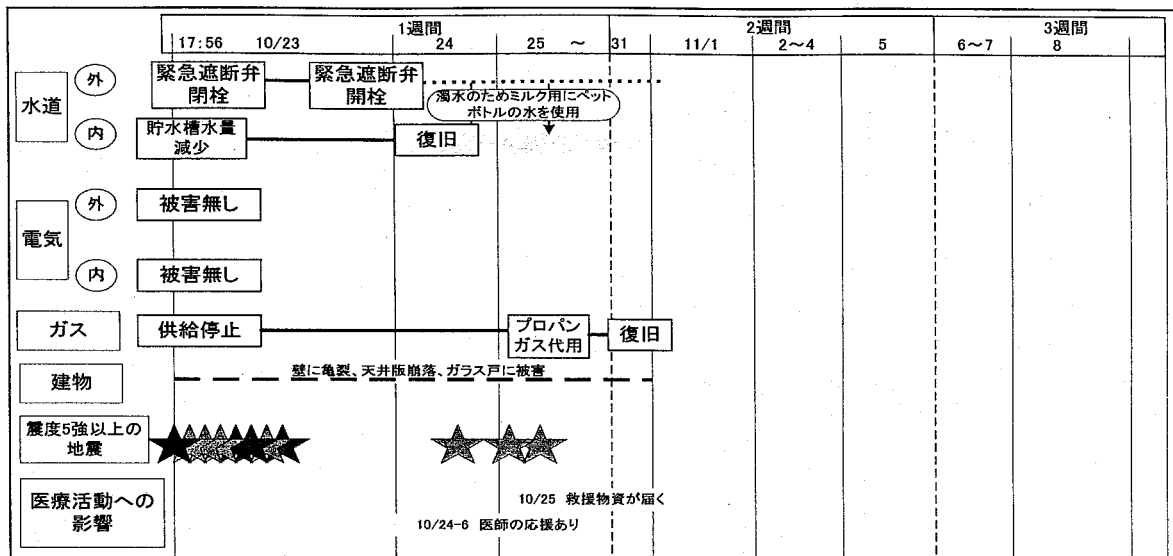 1週間 2週間 3週間
17:56 10/23 24 25 ～ 31 11/1 2～4 5 6～7 8
水道
外
緊急遮断弁
閉栓
緊急遮断弁
開栓
濁水のためミルク用にペット
ボトルの水を使用
内
貯水槽水量
減少
復旧
電気
外
被害無し
内
被害無し
ガス
供給停止
プロパン
ガス代用
復旧
建物
壁に亀裂、天井版崩落、ガラス戸に被害
震度5強以上の
地震
医療活動への
影響
10/25 救援物資が届く
10/24-6 医師の応援あり